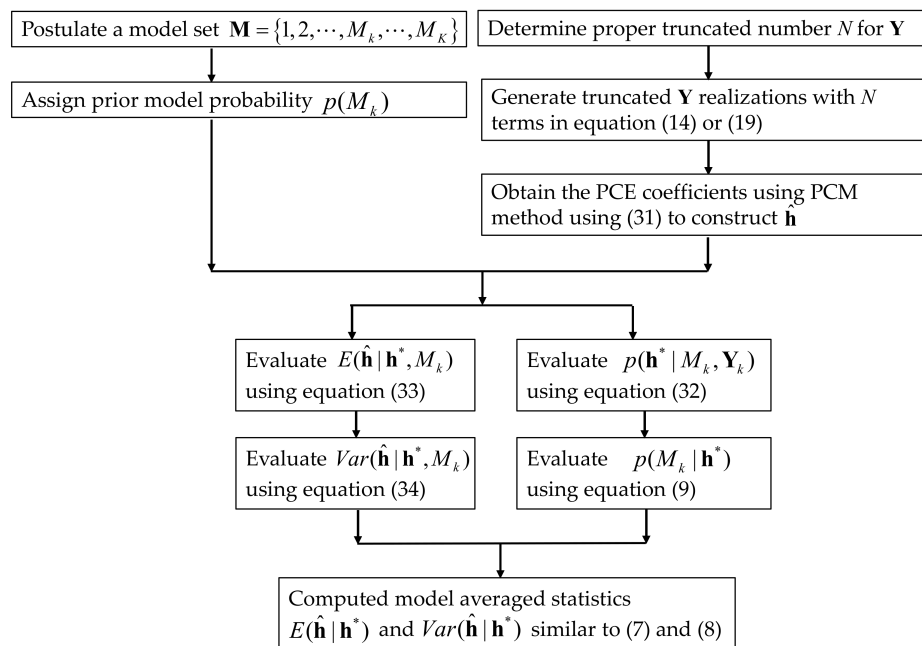 Postulate a model set M = {1,2,⋯,M_k,⋯,M_K}
Assign prior model probability p(M_k)
Determine proper truncated number N for Y
Generate truncated Y realizations with N
terms in equation (14) or (19)
Obtain the PCE coefficients using PCM
method using (31) to construct ĥ
Evaluate E(ĥ | h*, M_k)
using equation (33)
Evaluate p(h* | M_k, Y_k)
using equation (32)
Evaluate Var(ĥ | h*, M_k)
using equation (34)
Evaluate p(M_k | h*)
using equation (9)
Computed model averaged statistics
E(ĥ | h*) and Var(ĥ | h*) similar to (7) and (8)